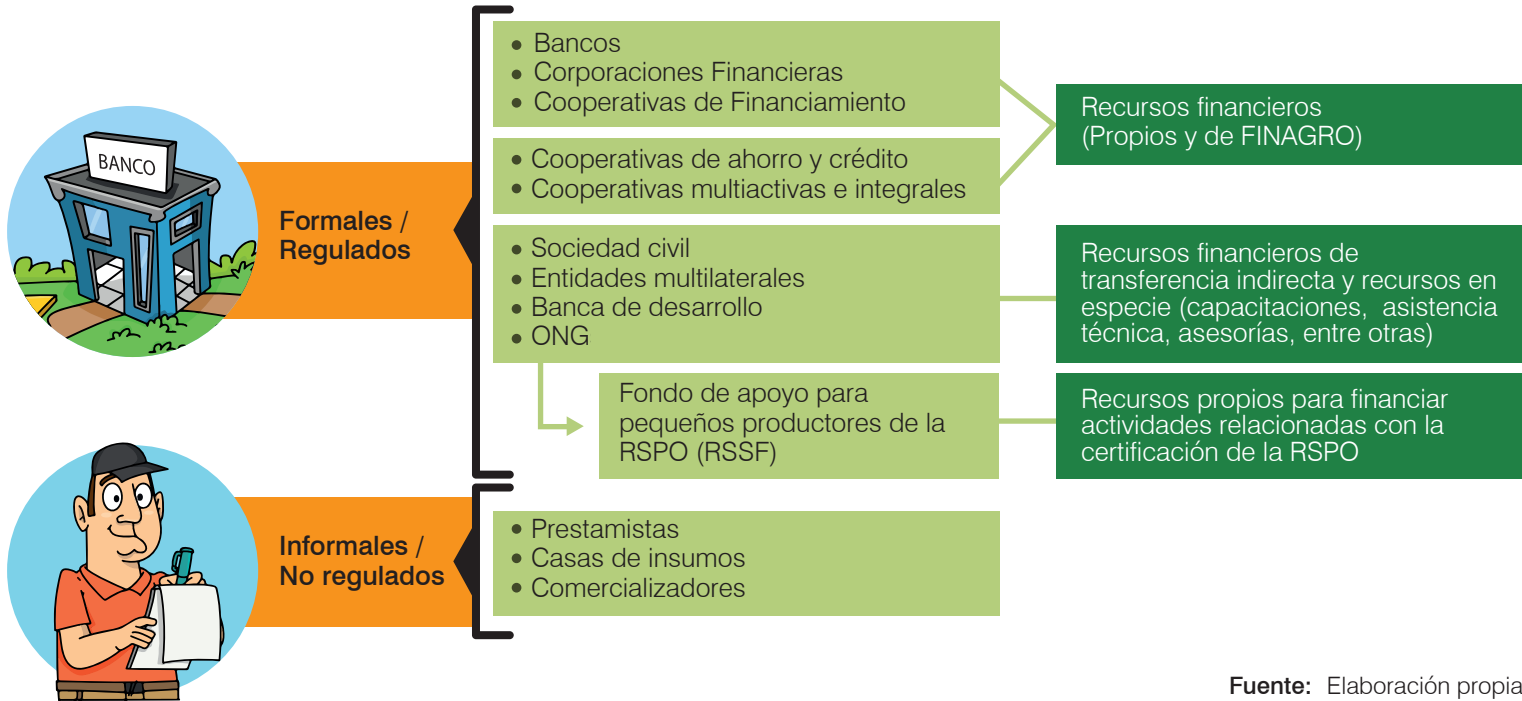 BANCO
Formales /
Regulados
• Bancos
• Corporaciones Financieras
• Cooperativas de Financiamiento
• Cooperativas de ahorro y crédito
• Cooperativas multiactivas e integrales
Recursos financieros
(Propios y de FINAGRO)
• Sociedad civil
• Entidades multilaterales
• Banca de desarrollo
• ONG
Recursos financieros de
transferencia indirecta y recursos en
especie (capacitaciones, asistencia
técnica, asesorías, entre otras)
Fondo de apoyo para
pequeños productores de la
RSPO (RSSF)
Recursos propios para financiar
actividades relacionadas con la
certificación de la RSPO
Informales /
No regulados
• Prestamistas
• Casas de insumos
• Comercializadores
Fuente: Elaboración propia